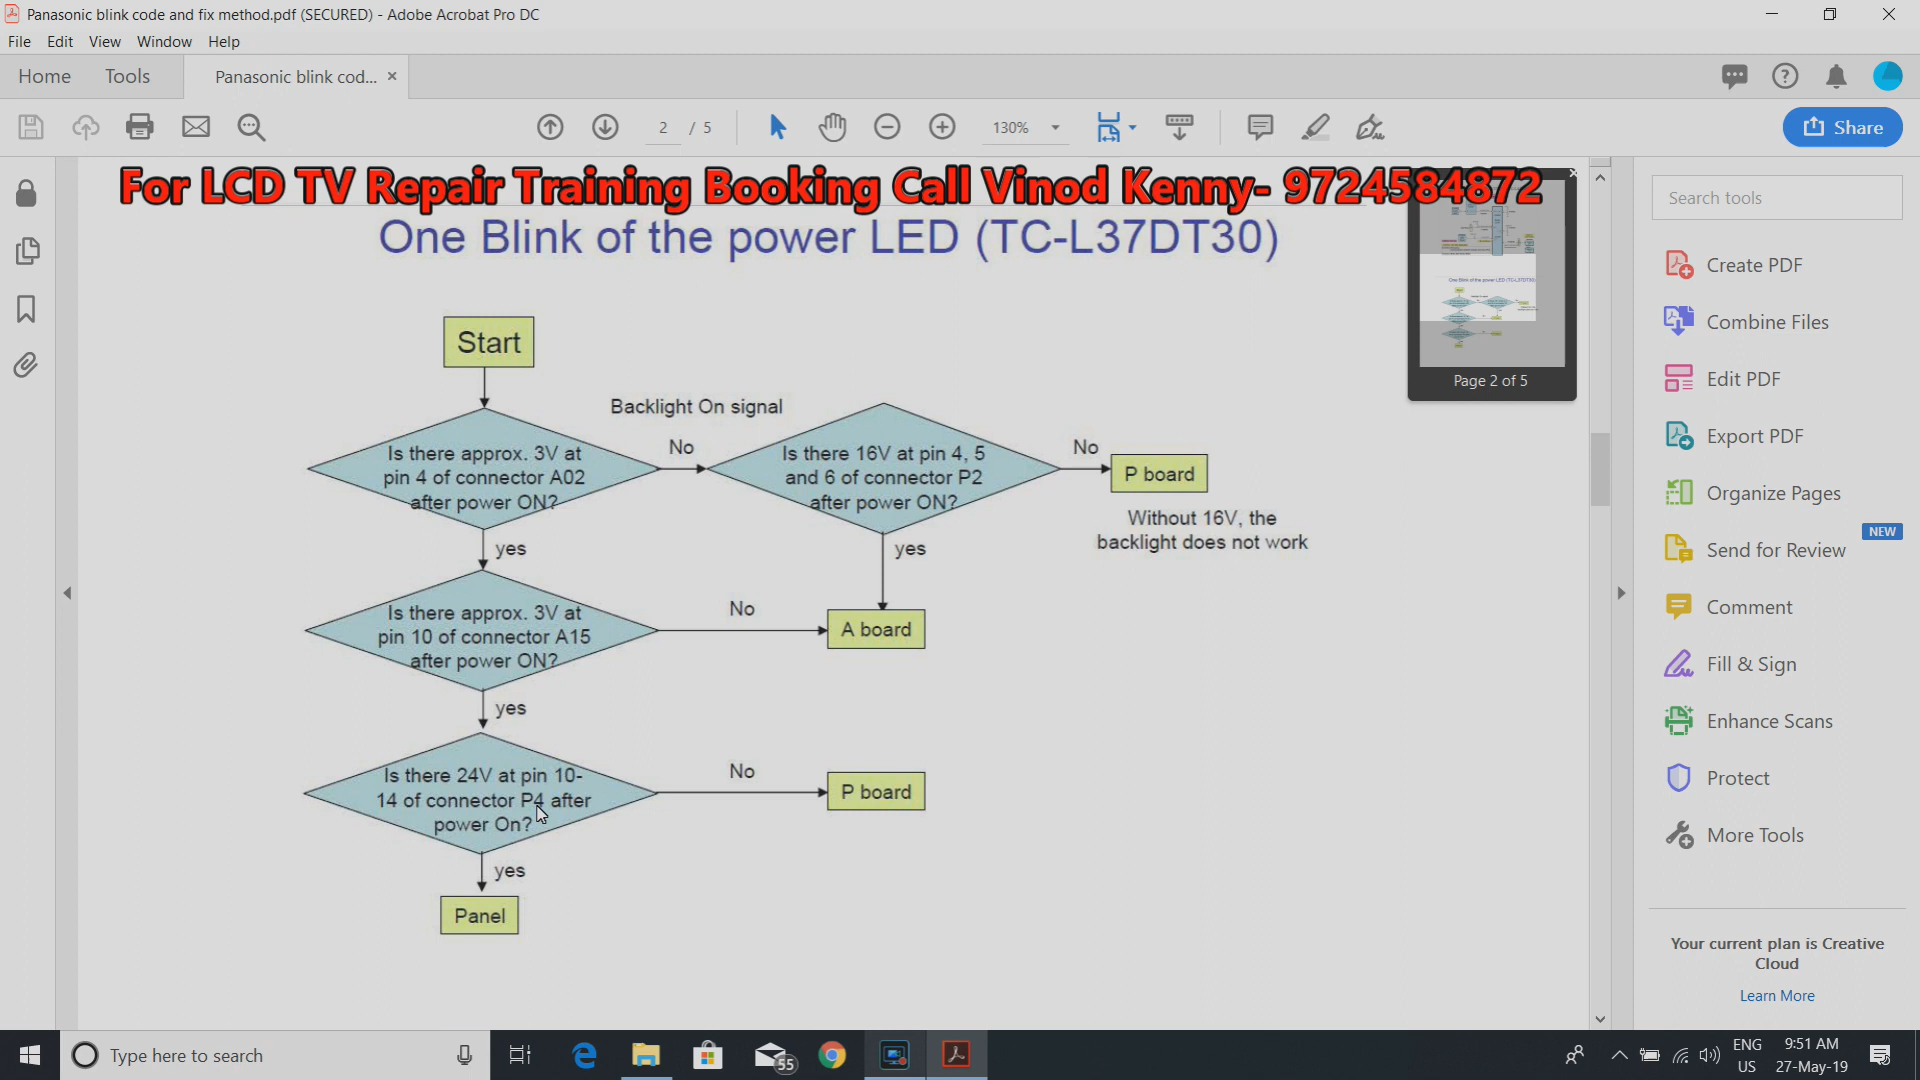 Panasonic blink code and fix method.pdf (SECURED) - Adobe Acrobat Pro DC
File Edit View Window Help
Home Tools Panasonic blink cod... ×
2 / 5 130% Share
For LCD TV Repair Training Booking Call Vinod Kenny- 9724584872
One Blink of the power LED (TC-L37DT30)
Start
Backlight On signal
Is there approx. 3V at
pin 4 of connector A02
after power ON?
No
Is there 16V at pin 4, 5
and 6 of connector P2
after power ON?
No
P board
Without 16V, the
backlight does not work
yes
yes
Is there approx. 3V at
pin 10 of connector A15
after power ON?
No
A board
yes
Is there 24V at pin 10-
14 of connector P4 after
power On?
No
P board
yes
Panel
Page 2 of 5
Search tools
Create PDF
Combine Files
Edit PDF
Export PDF
Organize Pages
NEW
Send for Review
Comment
Fill & Sign
Enhance Scans
Protect
More Tools
Your current plan is Creative
Cloud
Learn More
Type here to search
55
ENG
US
9:51 AM
27-May-19